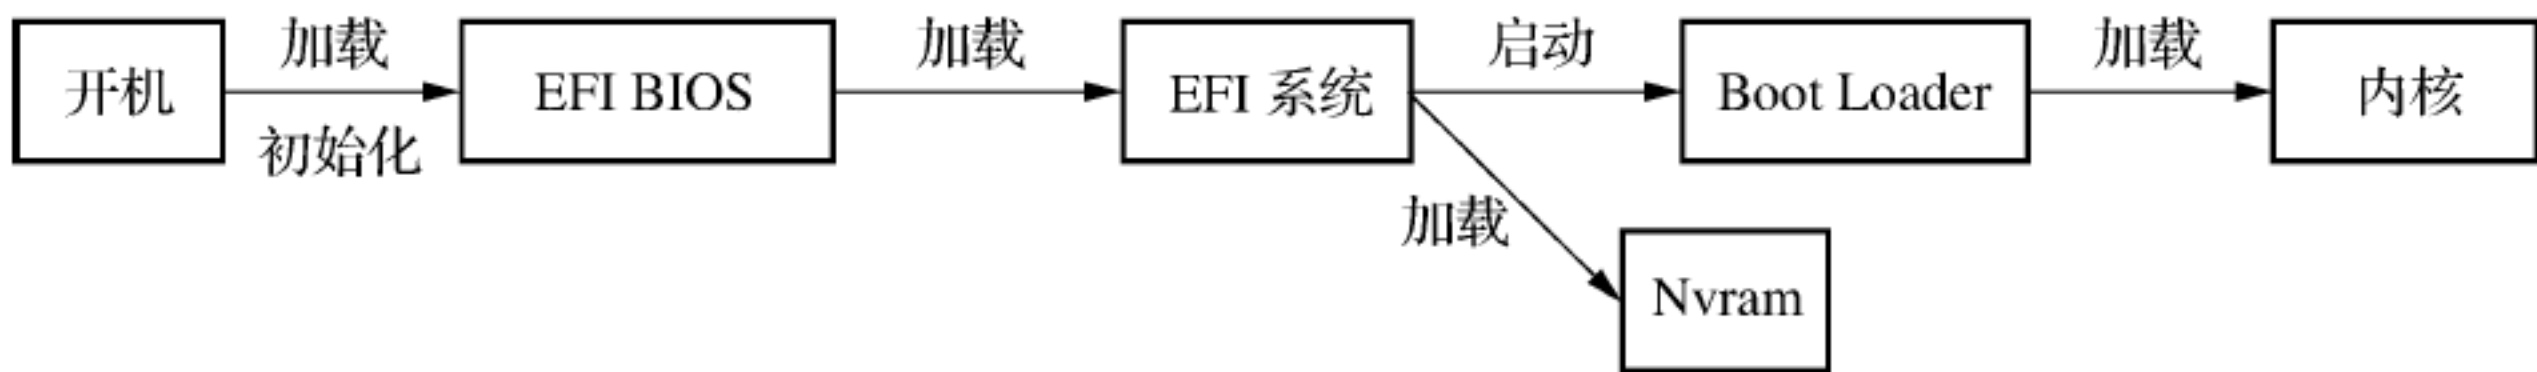 加载
加载
启动
加载
开机
EFI BIOS
EFI 系统
Boot Loader
内核
初始化
加载
Nvram